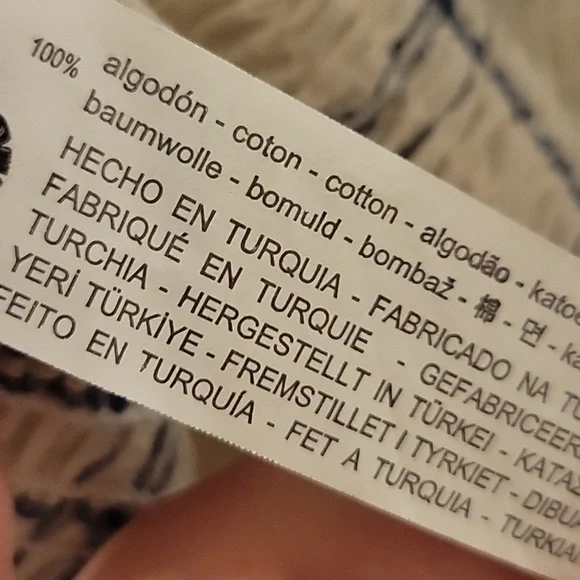 100% algodón - coton - cotton - algodão - katoe
baumwolle - bomuld - bombaž - 棉 - 면 - ka
HECHO EN TURQUIA - FABRICADO NA TU
FABRIQUÉ EN TURQUIE - GEFABRICEER
TURCHIA - HERGESTELLT IN TÜRKEI - KATAS
YERİ TÜRKİYE - FREMSTILLET I TYRKIET - DIBUA
FEITO EN TURQUÍA - FET A TURQUIA - TURKIA